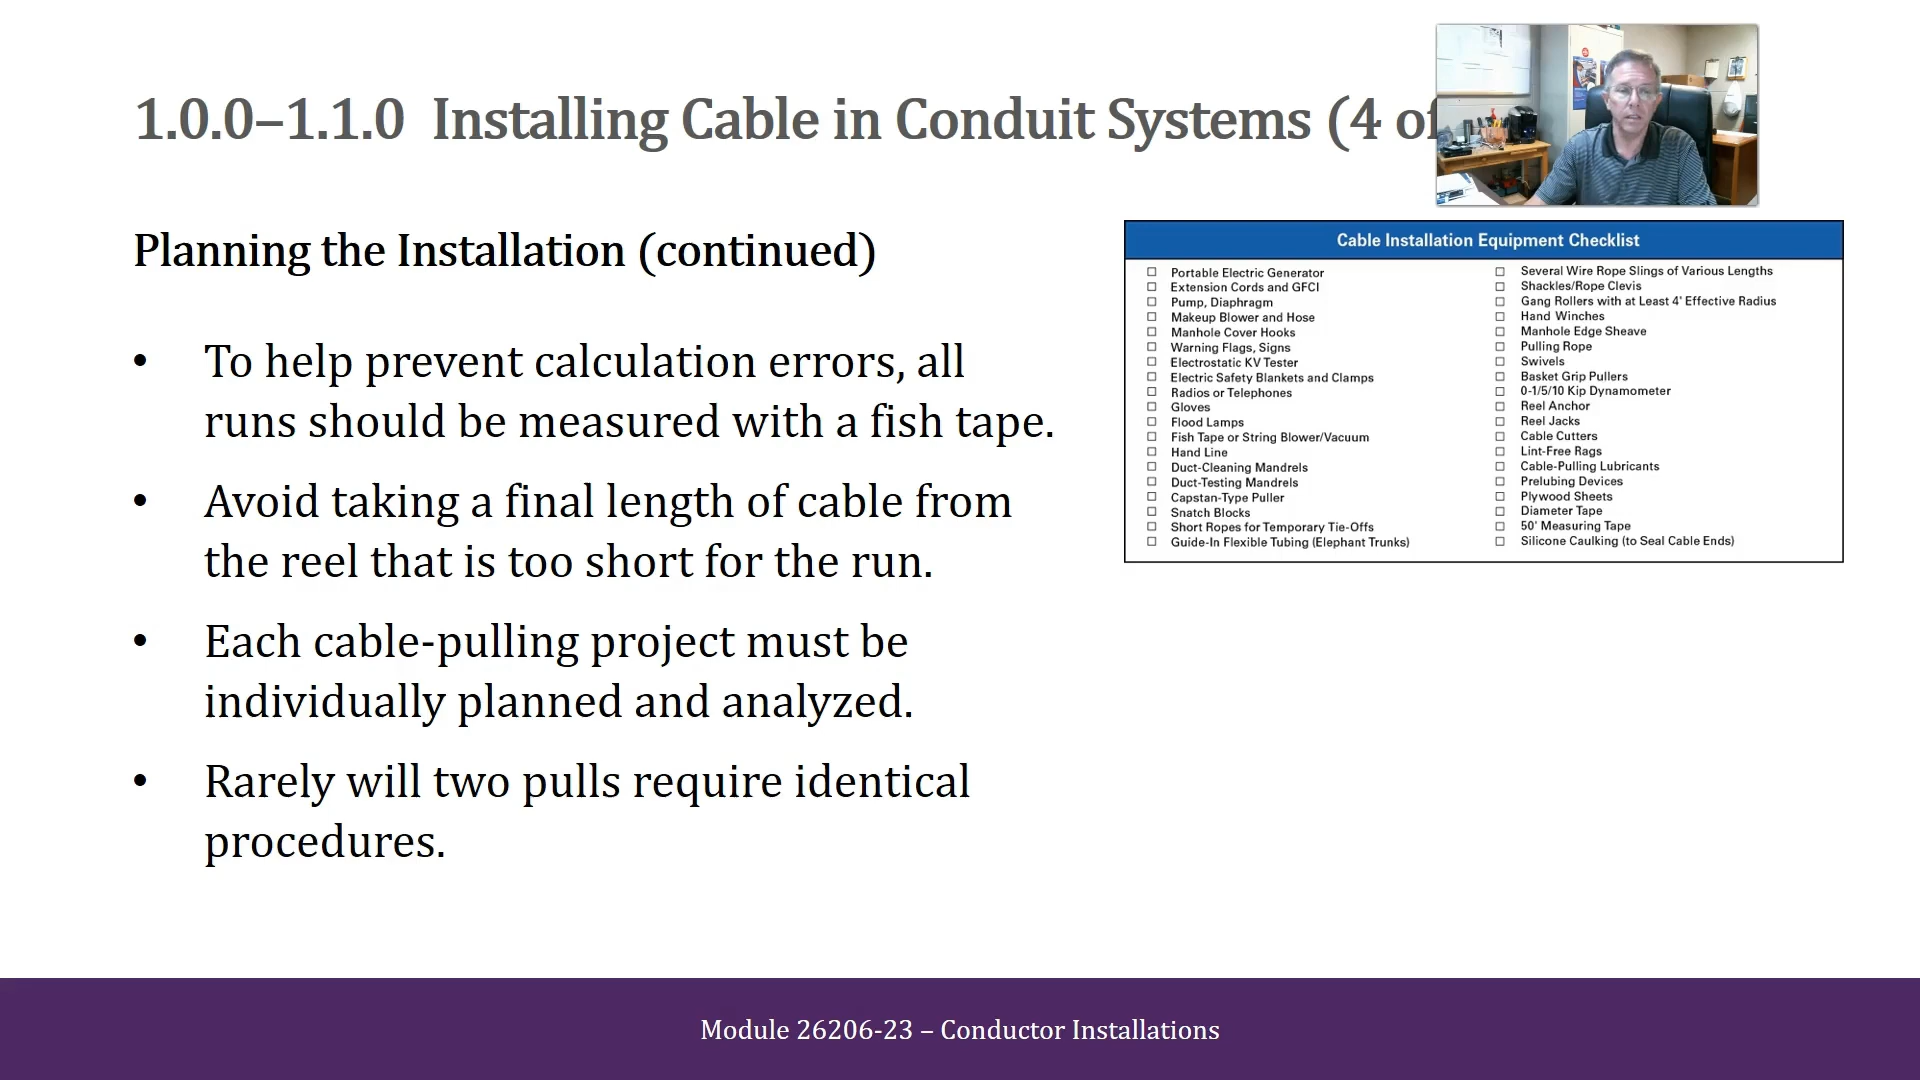 1.0.0–1.1.0 Installing Cable in Conduit Systems (4 of
Planning the Installation (continued)
• To help prevent calculation errors, all
runs should be measured with a fish tape.
• Avoid taking a final length of cable from
the reel that is too short for the run.
• Each cable-pulling project must be
individually planned and analyzed.
• Rarely will two pulls require identical
procedures.
Cable Installation Equipment Checklist
☐ Portable Electric Generator
☐ Extension Cords and GFCI
☐ Pump, Diaphragm
☐ Makeup Blower and Hose
☐ Manhole Cover Hooks
☐ Warning Flags, Signs
☐ Electrostatic KV Tester
☐ Electric Safety Blankets and Clamps
☐ Radios or Telephones
☐ Gloves
☐ Flood Lamps
☐ Fish Tape or String Blower/Vacuum
☐ Hand Line
☐ Duct-Cleaning Mandrels
☐ Duct-Testing Mandrels
☐ Capstan-Type Puller
☐ Snatch Blocks
☐ Short Ropes for Temporary Tie-Offs
☐ Guide-In Flexible Tubing (Elephant Trunks)
☐ Several Wire Rope Slings of Various Lengths
☐ Shackles/Rope Clevis
☐ Gang Rollers with at Least 4' Effective Radius
☐ Hand Winches
☐ Manhole Edge Sheave
☐ Pulling Rope
☐ Swivels
☐ Basket Grip Pullers
☐ 0-1/5/10 Kip Dynamometer
☐ Reel Anchor
☐ Reel Jacks
☐ Cable Cutters
☐ Lint-Free Rags
☐ Cable-Pulling Lubricants
☐ Prelubing Devices
☐ Plywood Sheets
☐ Diameter Tape
☐ 50' Measuring Tape
☐ Silicone Caulking (to Seal Cable Ends)
Module 26206-23 – Conductor Installations